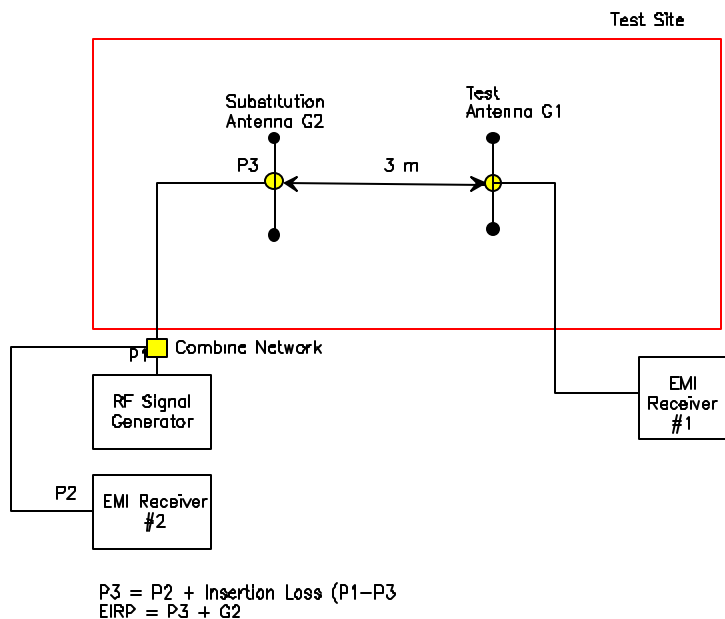 Test Site
Substitution
Antenna G2
Test
Antenna G1
P3
3 m
P1
Combine Network
RF Signal
Generator
EMI
Receiver
#1
P2
EMI Receiver
#2
P3 = P2 + Insertion Loss (P1-P3
EIRP = P3 + G2